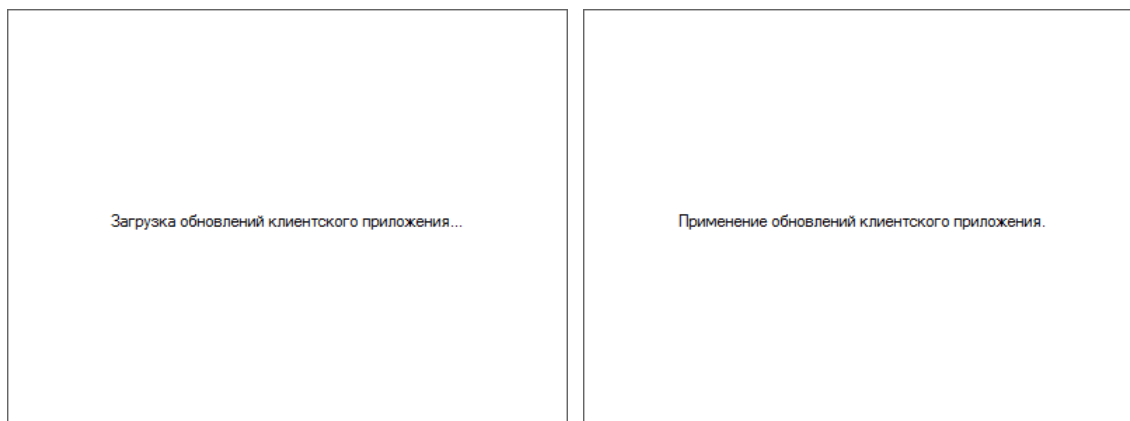 Загрузка обновлений клиентского приложения...
Применение обновлений клиентского приложения.